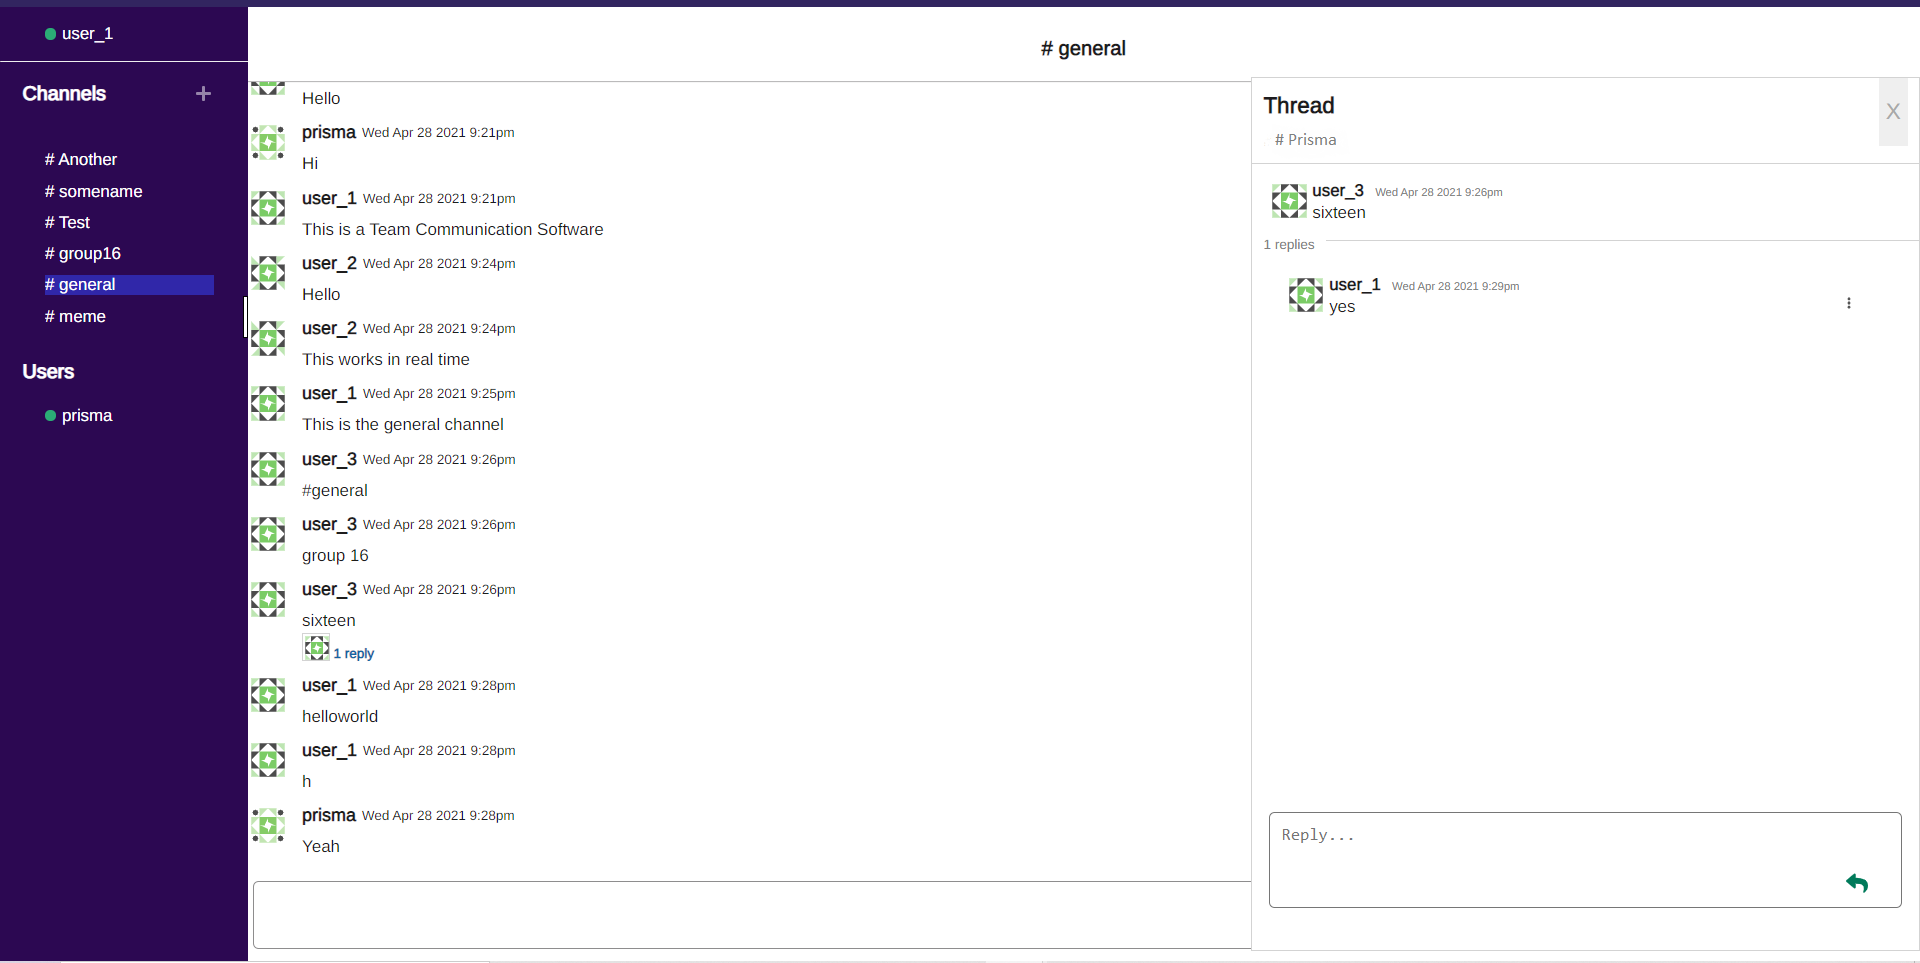 user_1
Channels +
# Another
# somename
# Test
# group16
# general
# meme
Users
prisma
# general
Hello
prisma Wed Apr 28 2021 9:21pm
Hi
user_1 Wed Apr 28 2021 9:21pm
This is a Team Communication Software
user_2 Wed Apr 28 2021 9:24pm
Hello
user_2 Wed Apr 28 2021 9:24pm
This works in real time
user_1 Wed Apr 28 2021 9:25pm
This is the general channel
user_3 Wed Apr 28 2021 9:26pm
#general
user_3 Wed Apr 28 2021 9:26pm
group 16
user_3 Wed Apr 28 2021 9:26pm
sixteen
1 reply
user_1 Wed Apr 28 2021 9:28pm
helloworld
user_1 Wed Apr 28 2021 9:28pm
h
prisma Wed Apr 28 2021 9:28pm
Yeah
Thread
X
# Prisma
user_3 Wed Apr 28 2021 9:26pm
sixteen
1 replies
user_1 Wed Apr 28 2021 9:29pm
yes
Reply...